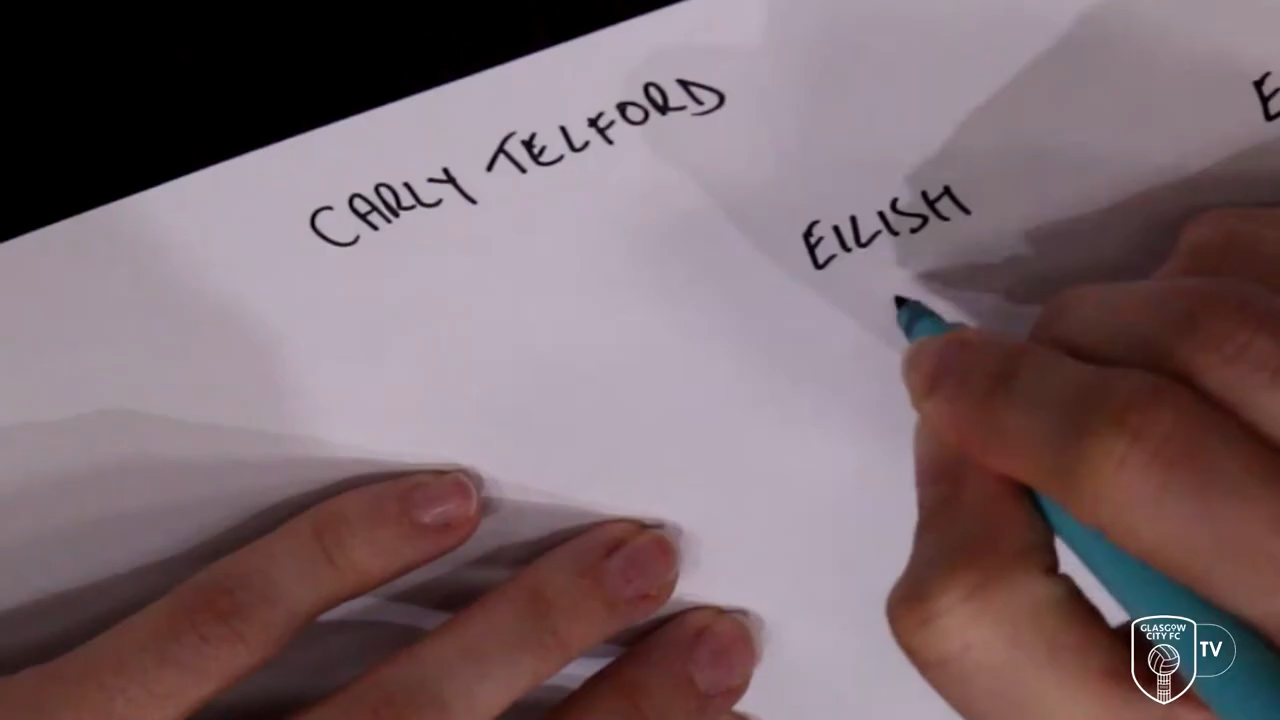 CARLY TELFORD
EILISH
E
GLASGOW
CITY FC
TV